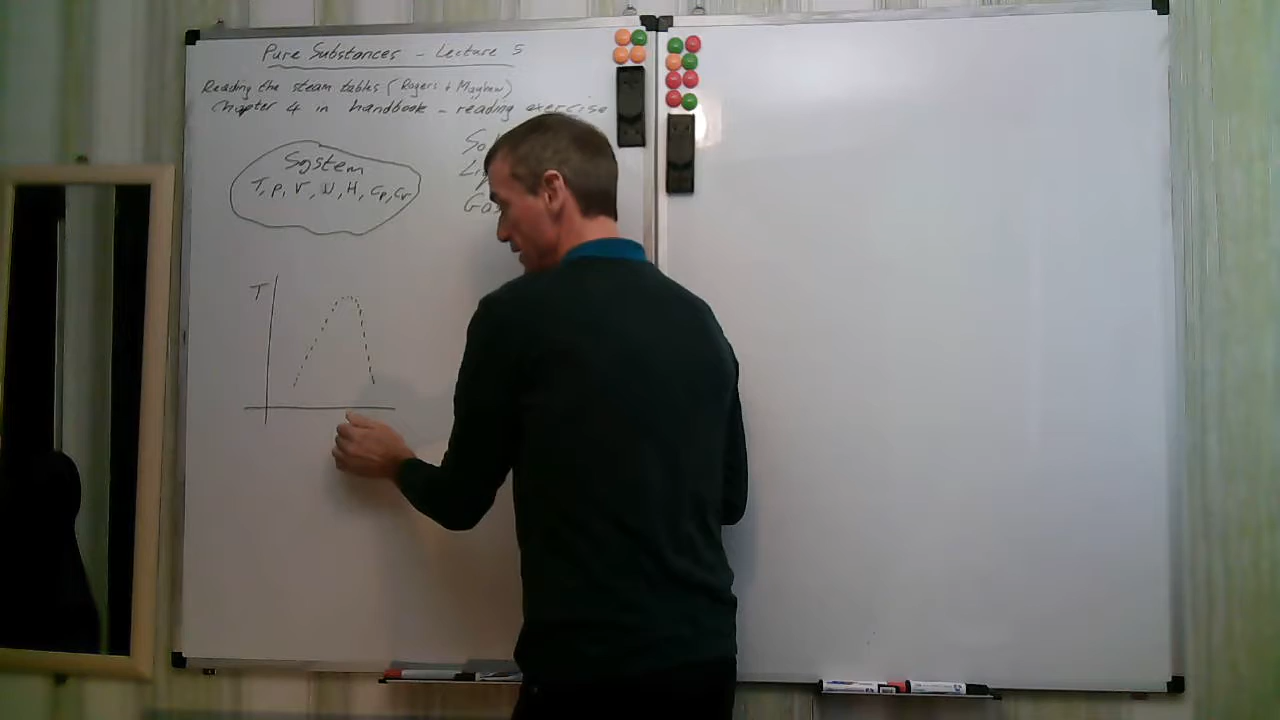 Pure Substances - Lecture 5
Reading the steam tables (Rogers + Mayhew)
Chapter 4 in handbook - reading exercise
System
T, P, V, W, H, Cp, Cv
T